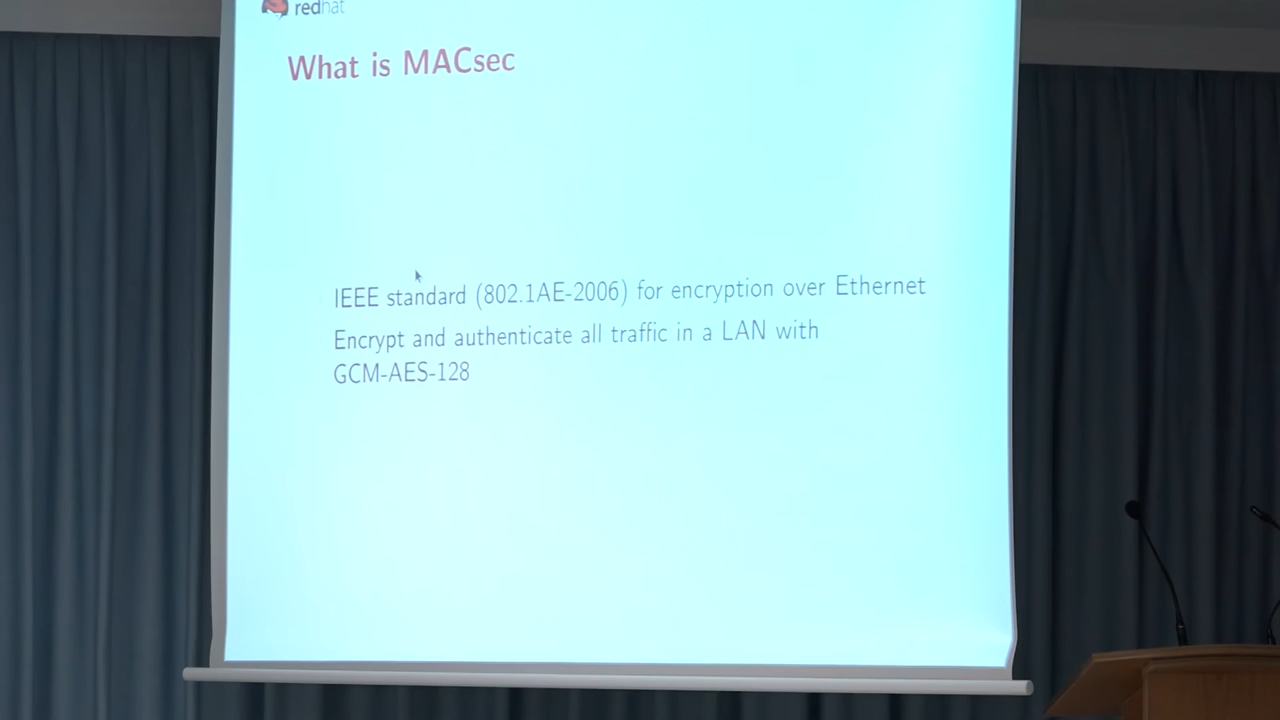 redhat
What is MACsec
IEEE standard (802.1AE-2006) for encryption over Ethernet
Encrypt and authenticate all traffic in a LAN with
GCM-AES-128